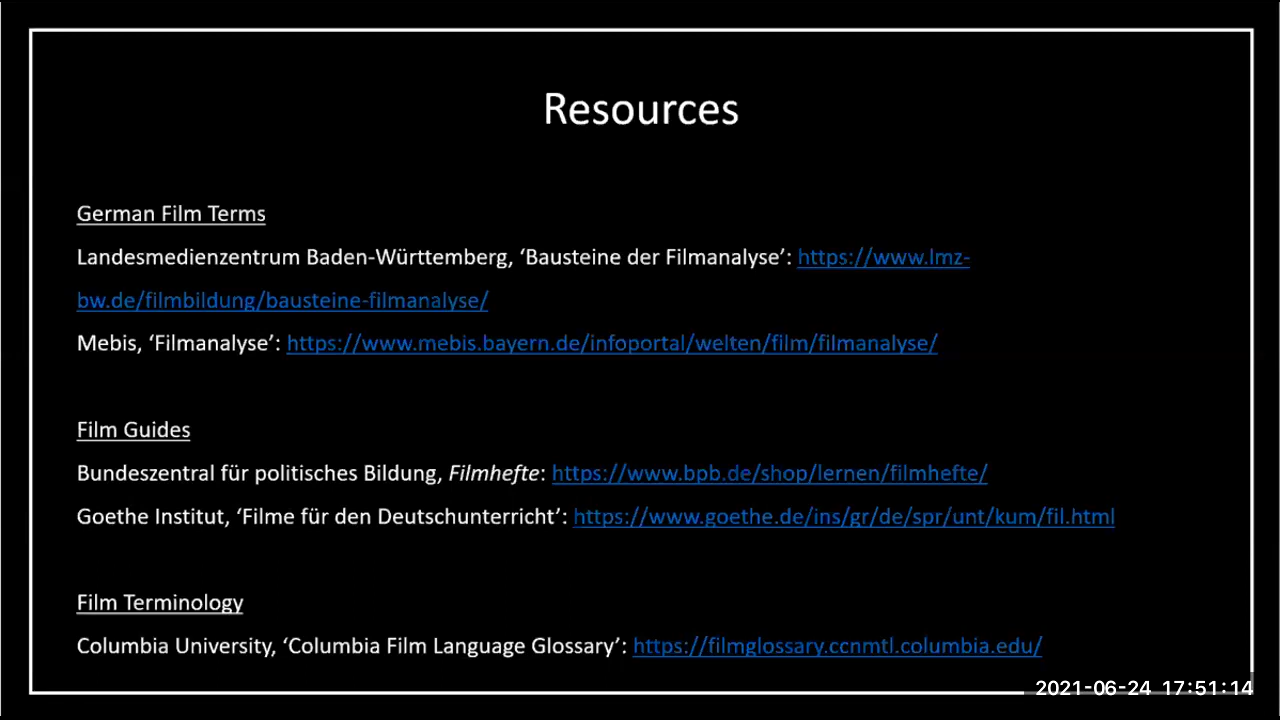 Resources
German Film Terms
Landesmedienzentrum Baden-Württemberg, ‘Bausteine der Filmanalyse’: https://www.lmz-
bw.de/filmbildung/bausteine-filmanalyse/
Mebis, ‘Filmanalyse’: https://www.mebis.bayern.de/infoportal/welten/film/filmanalyse/
Film Guides
Bundeszentral für politisches Bildung, Filmhefte: https://www.bpb.de/shop/lernen/filmhefte/
Goethe Institut, ‘Filme für den Deutschunterricht’: https://www.goethe.de/ins/gr/de/spr/unt/kum/fil.html
Film Terminology
Columbia University, ‘Columbia Film Language Glossary’: https://filmglossary.ccnmtl.columbia.edu/
2021-06-24 17:51:14